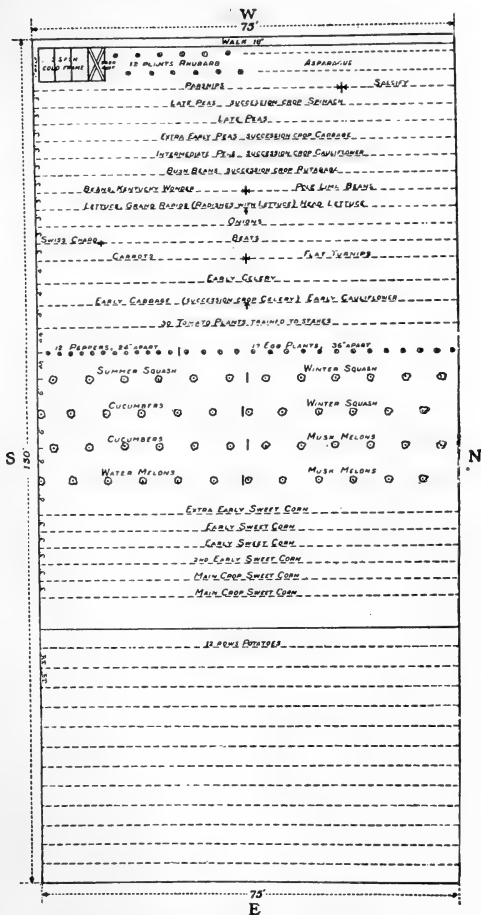 W
75'
WALK 18"
3 SASH COLD FRAME
12 PLANTS RHUBARB ASPARAGUS
PARSNIPS SALSIFY
LATE PEAS SUCCESSION CROP SPINACH
LATE PEAS
EXTRA EARLY PEAS SUCCESSION CROP CABBAGE
INTERMEDIATE PEAS SUCCESSION CROP CAULIFLOWER
BUSH BEANS SUCCESSION CROP RUTABAGA
BEANS KENTUCKY WONDER POLE LIMA BEANS
LETTUCE GRAND RAPIDS (RADISHES WITH LETTUCE) HEAD LETTUCE
ONIONS
SWISS CHARD BEATS
CARROTS FLAT TURNIPS
EARLY CELERY
EARLY CABBAGE (SUCCESSION CROP CELERY) EARLY CAULIFLOWER
30 TOMATO PLANTS TRAINED TO STAKES
12 PEPPERS, 24" APART 17 EGG PLANTS, 36" APART
SUMMER SQUASH WINTER SQUASH
CUCUMBERS WINTER SQUASH
CUCUMBERS MUSK MELONS
S 150' N
WATER MELONS MUSK MELONS
EXTRA EARLY SWEET CORN
EARLY SWEET CORN
EARLY SWEET CORN
2ND EARLY SWEET CORN
MAIN CROP SWEET CORN
MAIN CROP SWEET CORN
12 ROWS POTATOES
75'
E